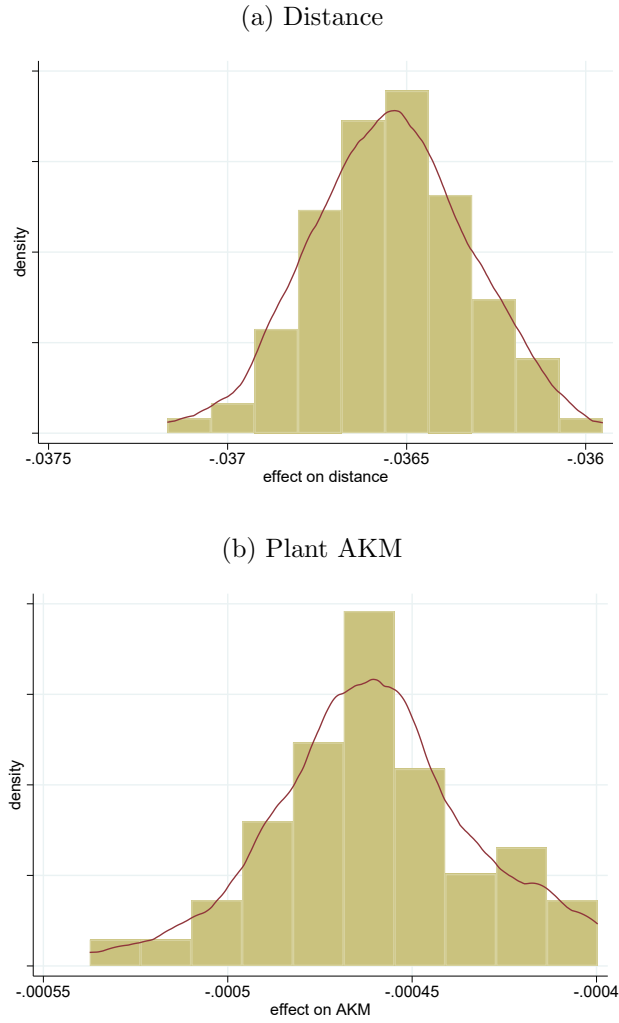 (a) Distance
density
-.0375 -.037 -.0365 -.036
effect on distance
(b) Plant AKM
density
-.00055 -.0005 -.00045 -.0004
effect on AKM